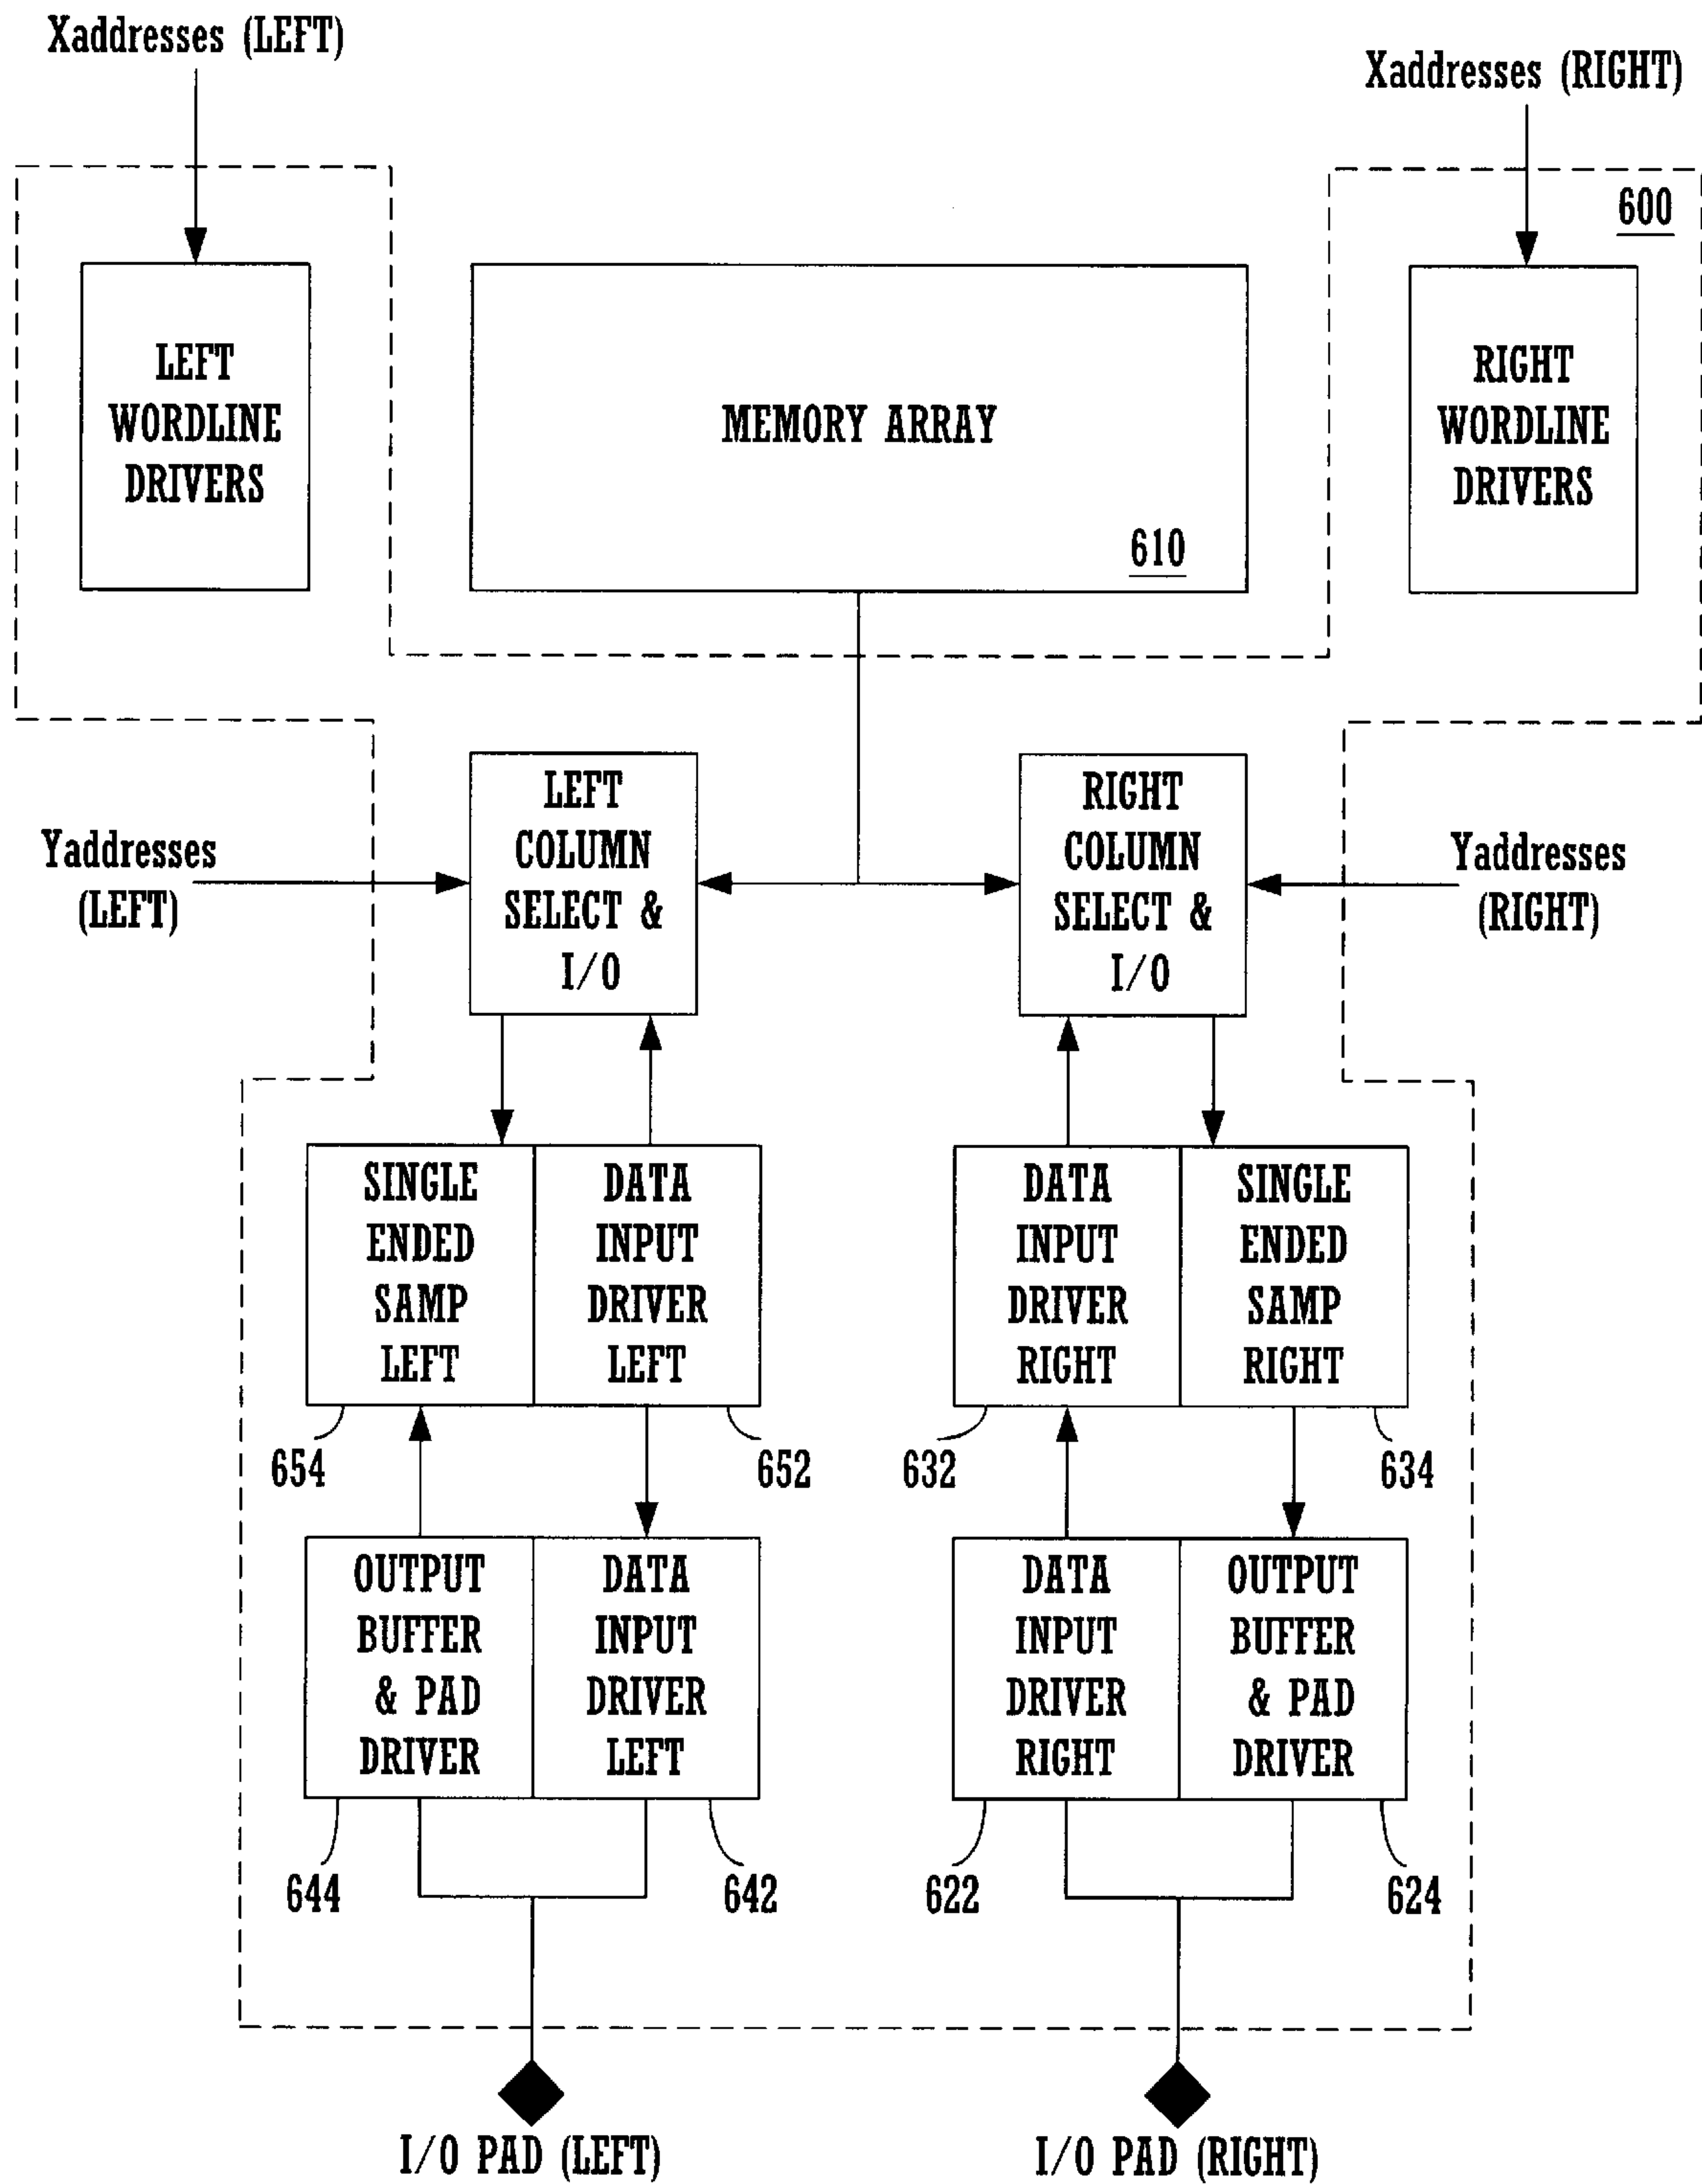 Xaddresses (LEFT)
Xaddresses (RIGHT)
600
LEFT
WORDLINE
DRIVERS
MEMORY ARRAY
610
RIGHT
WORDLINE
DRIVERS
Yaddresses
(LEFT)
LEFT
COLUMN
SELECT &
I/O
RIGHT
COLUMN
SELECT &
I/O
Yaddresses
(RIGHT)
SINGLE
ENDED
SAMP
LEFT
DATA
INPUT
DRIVER
LEFT
DATA
INPUT
DRIVER
RIGHT
SINGLE
ENDED
SAMP
RIGHT
654
652
632
634
OUTPUT
BUFFER
& PAD
DRIVER
DATA
INPUT
DRIVER
LEFT
DATA
INPUT
DRIVER
RIGHT
OUTPUT
BUFFER
& PAD
DRIVER
644
642
622
624
I/O PAD (LEFT)
I/O PAD (RIGHT)